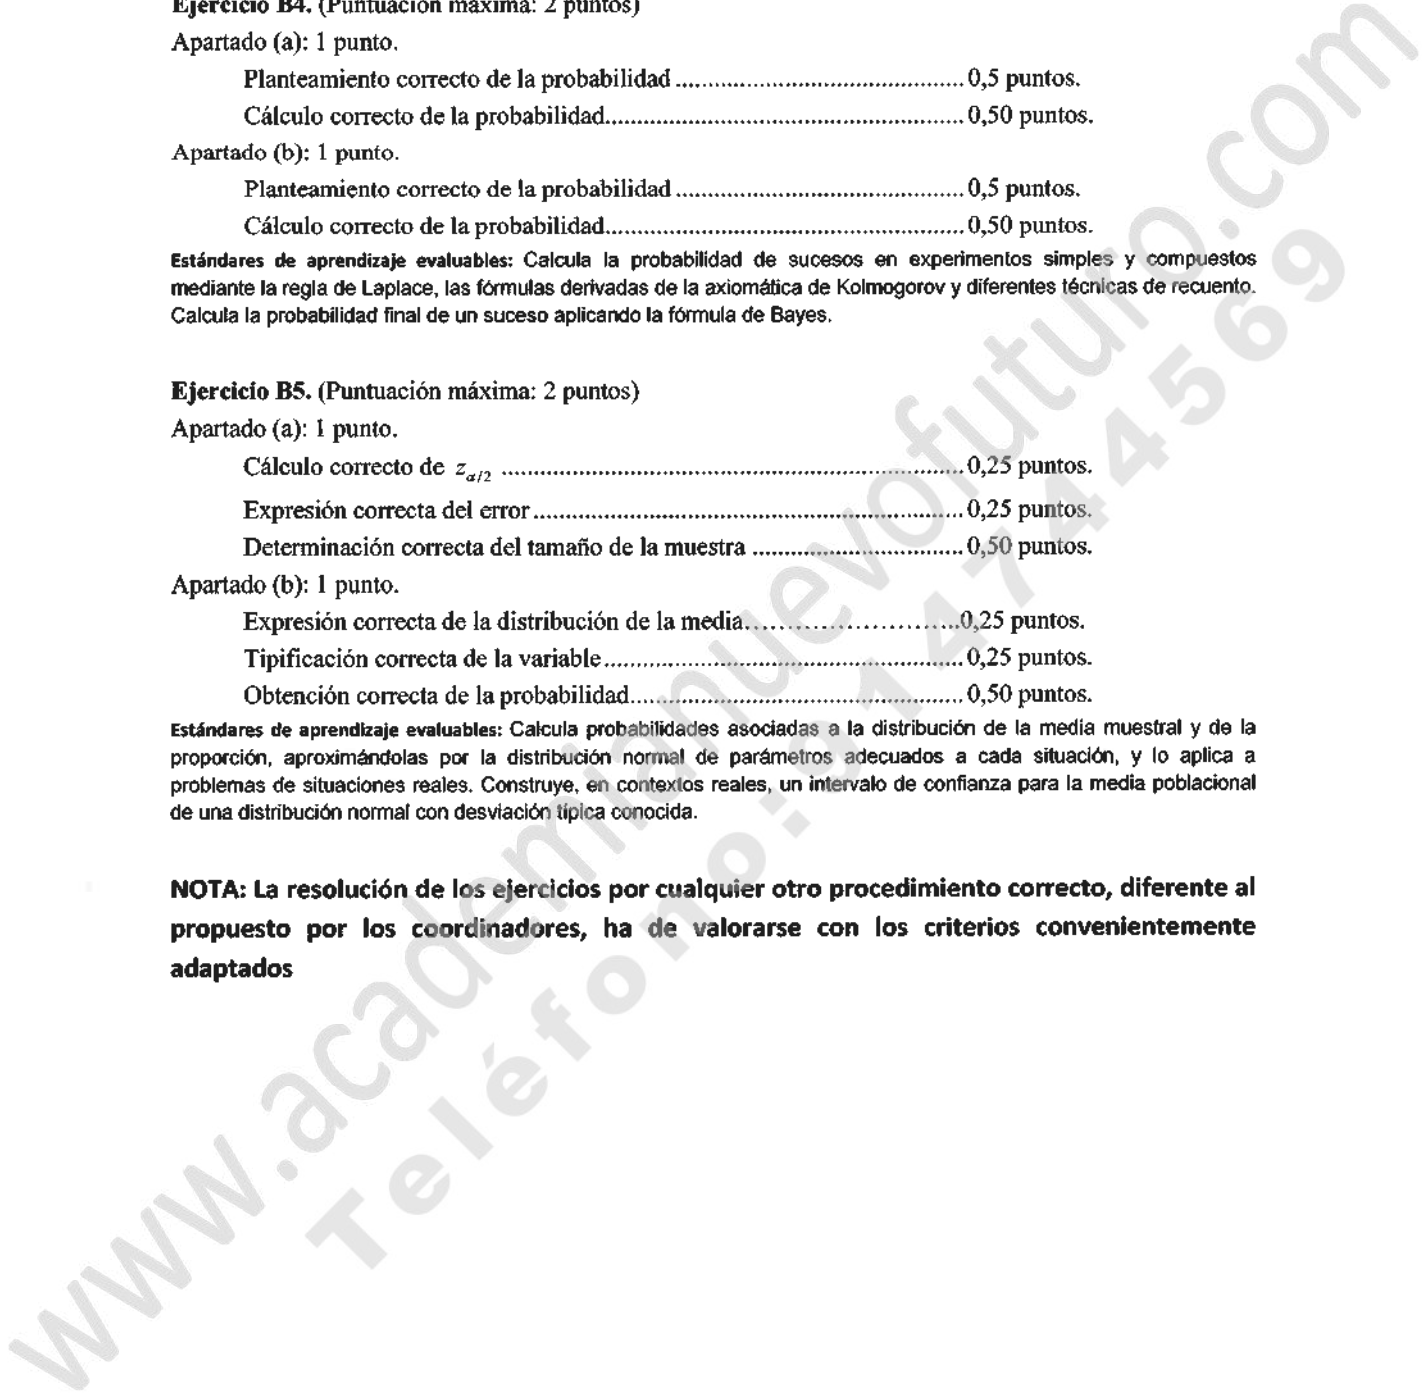 Ejercicio B4. (Puntuación máxima: 2 puntos)
Apartado (a): 1 punto.
Planteamiento correcto de la probabilidad ............................................ 0,5 puntos.
Cálculo correcto de la probabilidad....................................................... 0,50 puntos.
Apartado (b): 1 punto.
Planteamiento correcto de la probabilidad ............................................ 0,5 puntos.
Cálculo correcto de la probabilidad....................................................... 0,50 puntos.
Estándares de aprendizaje evaluables: Calcula la probabilidad de sucesos en experimentos simples y compuestos
mediante la regla de Laplace, las fórmulas derivadas de la axiomática de Kolmogorov y diferentes técnicas de recuento.
Calcula la probabilidad final de un suceso aplicando la fórmula de Bayes.
Ejercicio B5. (Puntuación máxima: 2 puntos)
Apartado (a): 1 punto.
Cálculo correcto de z_{α/2} ....................................................................... 0,25 puntos.
Expresión correcta del error .................................................................. 0,25 puntos.
Determinación correcta del tamaño de la muestra ................................ 0,50 puntos.
Apartado (b): 1 punto.
Expresión correcta de la distribución de la media...........................0,25 puntos.
Tipificación correcta de la variable ....................................................... 0,25 puntos.
Obtención correcta de la probabilidad................................................... 0,50 puntos.
Estándares de aprendizaje evaluables: Calcula probabilidades asociadas a la distribución de la media muestral y de la
proporción, aproximándolas por la distribución normal de parámetros adecuados a cada situación, y lo aplica a
problemas de situaciones reales. Construye, en contextos reales, un intervalo de confianza para la media poblacional
de una distribución normal con desviación típica conocida.
NOTA: La resolución de los ejercicios por cualquier otro procedimiento correcto, diferente al
propuesto por los coordinadores, ha de valorarse con los criterios convenientemente
adaptados
www.academianuevofuturo.com
Teléfono: 914744569